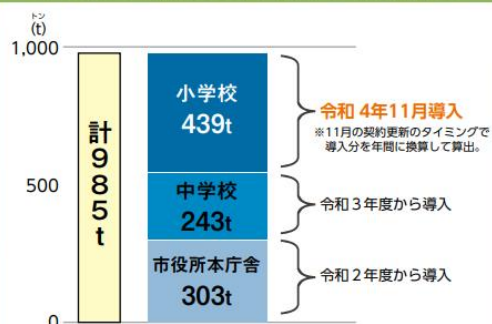 トン
(t)
1,000
500
0
計985t
小学校
439t
中学校
243t
市役所本庁舎
303t
令和4年11月導入
※11月の契約更新のタイミングで
導入分を年間に換算して算出。
令和3年度から導入
令和2年度から導入